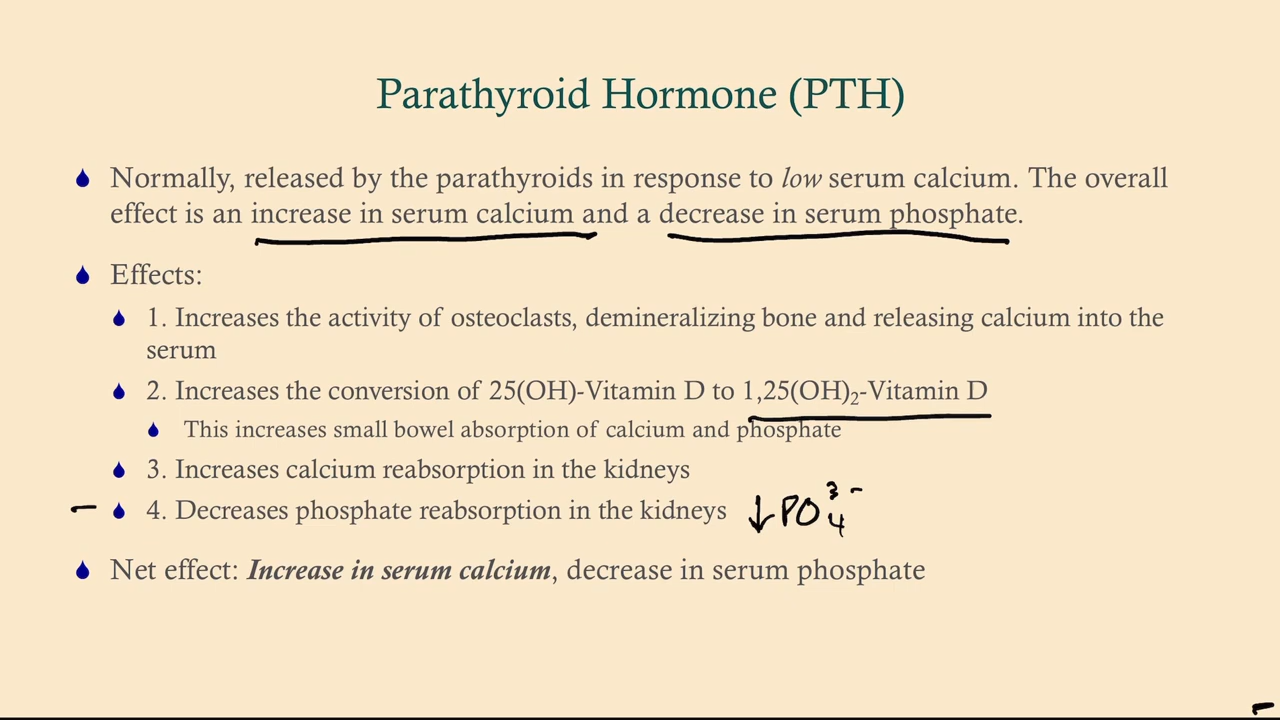 Parathyroid Hormone (PTH)
Normally, released by the parathyroids in response to low serum calcium. The overall
effect is an increase in serum calcium and a decrease in serum phosphate.
Effects:
1. Increases the activity of osteoclasts, demineralizing bone and releasing calcium into the
serum
2. Increases the conversion of 25(OH)-Vitamin D to 1,25(OH)₂-Vitamin D
This increases small bowel absorption of calcium and phosphate
3. Increases calcium reabsorption in the kidneys
4. Decreases phosphate reabsorption in the kidneys ↓PO₄³⁻
Net effect: Increase in serum calcium, decrease in serum phosphate